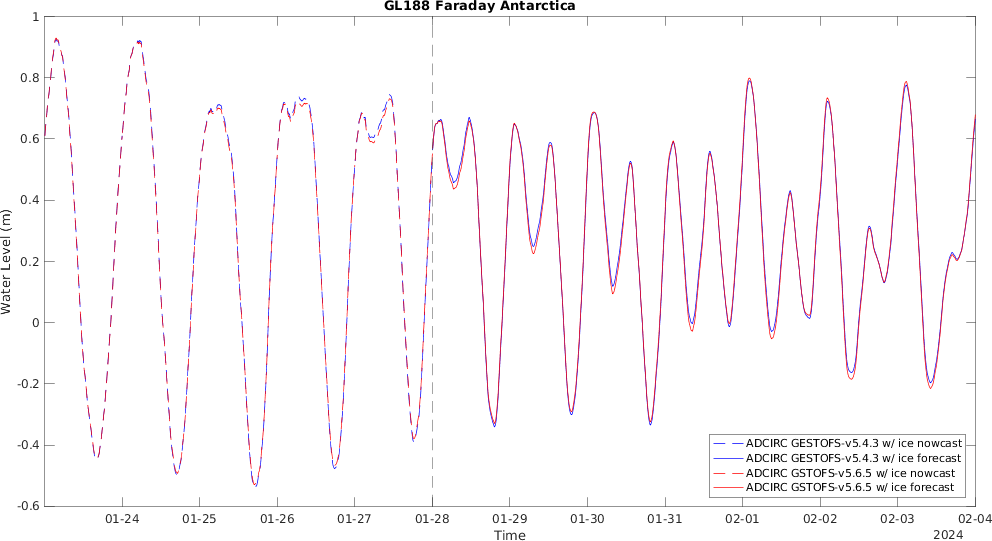 GL188 Faraday Antarctica
1
0.8
0.6
0.4
0.2
0
-0.2
-0.4
-0.6
Water Level (m)
ADCIRC GESTOFS-v5.4.3 w/ ice nowcast
ADCIRC GESTOFS-v5.4.3 w/ ice forecast
ADCIRC GSTOFS-v5.6.5 w/ ice nowcast
ADCIRC GSTOFS-v5.6.5 w/ ice forecast
01-24 01-25 01-26 01-27 01-28 01-29 01-30 01-31 02-01 02-02 02-03 02-04
Time
2024